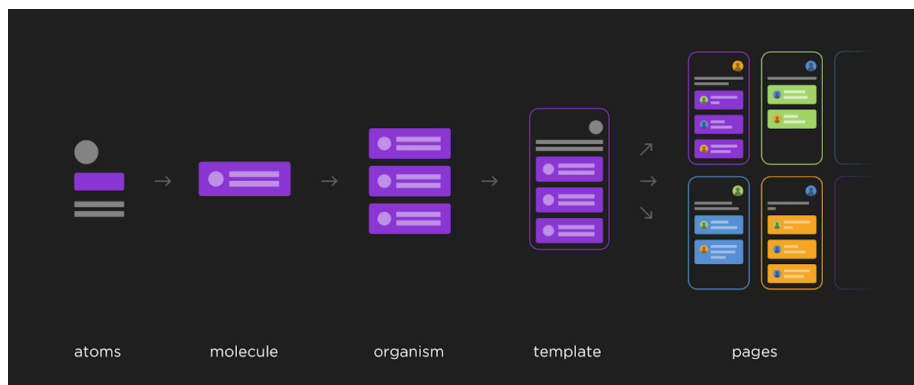 atoms
molecule
organism
template
pages